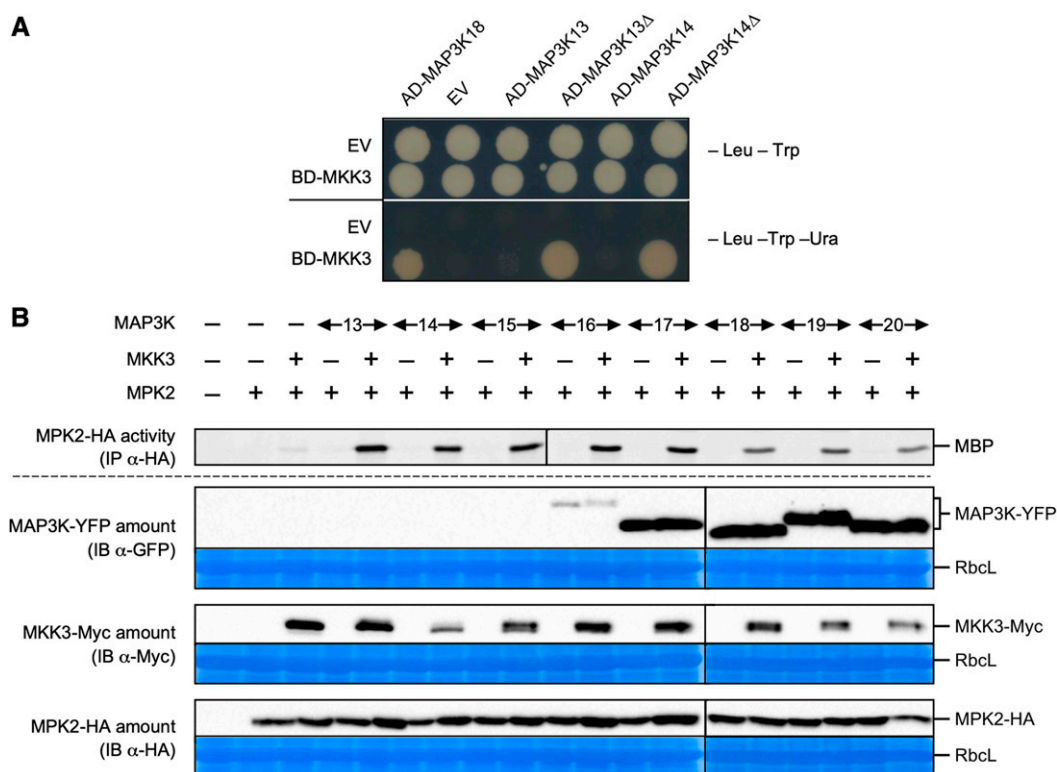 A
AD-MAP3K18
EV
AD-MAP3K13
AD-MAP3K13Δ
AD-MAP3K14
AD-MAP3K14Δ
EV
BD-MKK3
– Leu – Trp
EV
BD-MKK3
– Leu –Trp –Ura
B
MAP3K – – – 13 14 15 16 17 18 19 20
MKK3 – – + – + – + – + – + – + – + – + – +
MPK2 – + + + + + + + + + + + + + + + + + +
MPK2-HA activity
(IP α-HA)
MBP
MAP3K-YFP amount
(IB α-GFP)
MAP3K-YFP
RbcL
MKK3-Myc amount
(IB α-Myc)
MKK3-Myc
RbcL
MPK2-HA amount
(IB α-HA)
MPK2-HA
RbcL